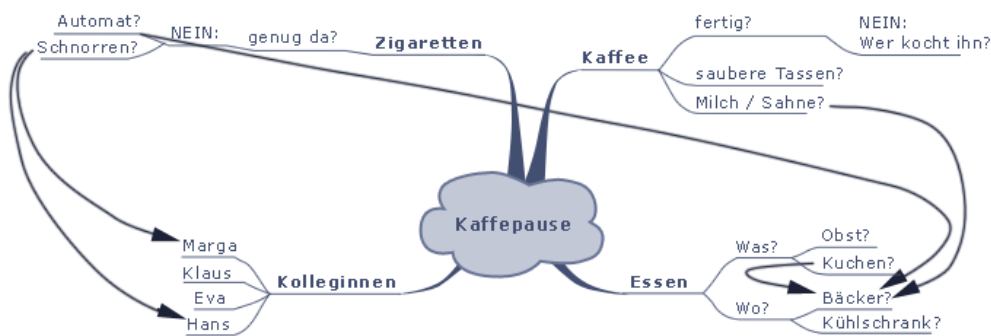 Automat?
Schnorren?
NEIN:
genug da?
Zigaretten
Kaffee
fertig?
NEIN:
Wer kocht ihn?
saubere Tassen?
Milch / Sahne?
Kaffepause
Marga
Klaus
Eva
Hans
Kolleginnen
Essen
Was?
Obst?
Kuchen?
Wo?
Bäcker?
Kühlschrank?